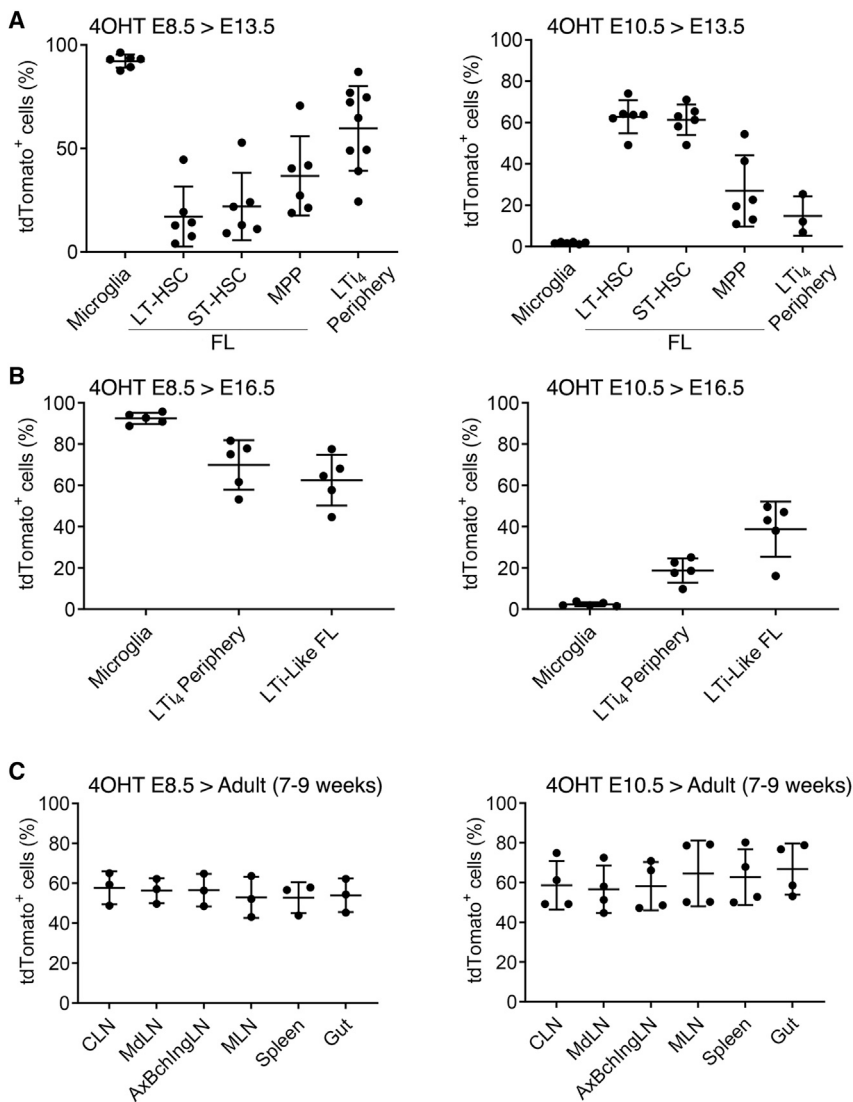 A
4OHT E8.5 > E13.5
tdTomato+ cells (%)
100
50
0
Microglia
LT-HSC
ST-HSC
MPP
LTi4 Periphery
FL
4OHT E10.5 > E13.5
tdTomato+ cells (%)
100
80
60
40
20
0
Microglia
LT-HSC
ST-HSC
MPP
LTi4 Periphery
FL
B
4OHT E8.5 > E16.5
tdTomato+ cells (%)
100
80
60
40
20
0
Microglia
LTi4 Periphery
LTi-Like FL
4OHT E10.5 > E16.5
tdTomato+ cells (%)
100
80
60
40
20
0
Microglia
LTi4 Periphery
LTi-Like FL
C
4OHT E8.5 > Adult (7-9 weeks)
tdTomato+ cells (%)
100
80
60
40
20
0
CLN
MdLN
AxBchIngLN
MLN
Spleen
Gut
4OHT E10.5 > Adult (7-9 weeks)
tdTomato+ cells (%)
100
80
60
40
20
0
CLN
MdLN
AxBchIngLN
MLN
Spleen
Gut